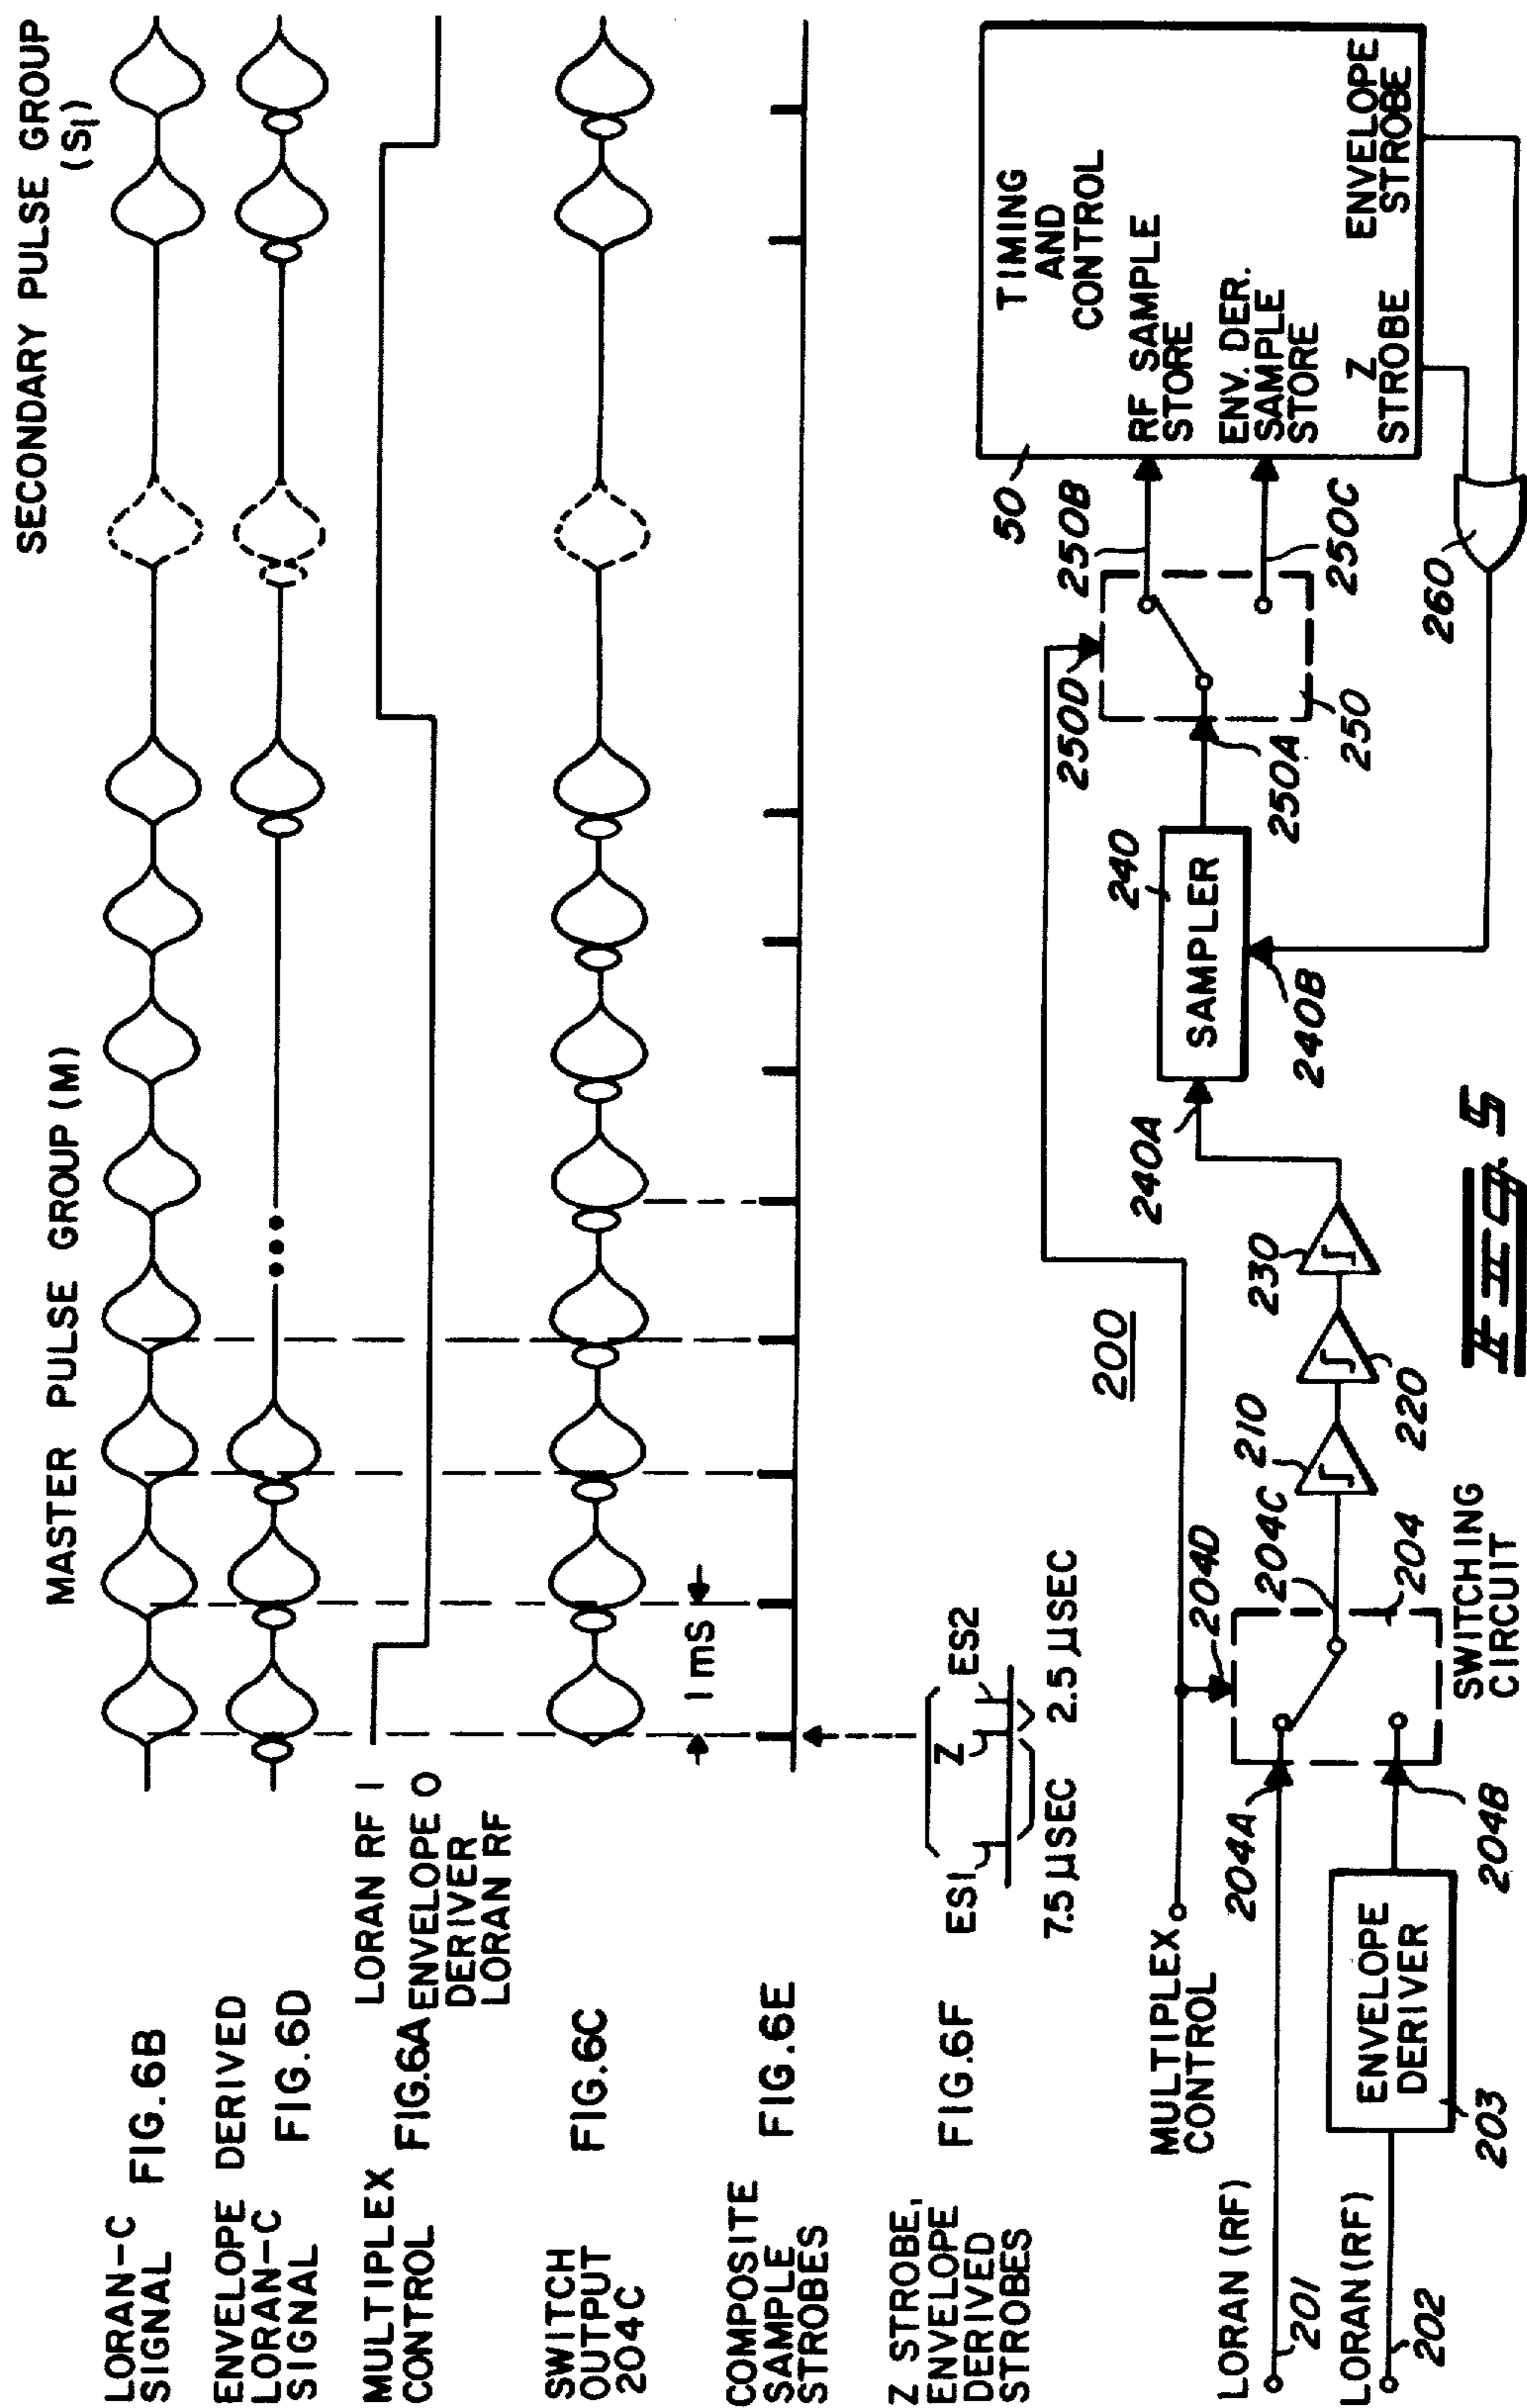 MASTER PULSE GROUP (M)
SECONDARY PULSE GROUP
(S1)
LORAN-C
SIGNAL FIG.6B
ENVELOPE DERIVED
LORAN-C
SIGNAL FIG.6D
MULTIPLEX
CONTROL FIG.6A
LORAN RF 1
ENVELOPE 0
DERIVER
LORAN RF
SWITCH
OUTPUT
204C FIG.6C
1 mS
COMPOSITE
SAMPLE
STROBES FIG.6E
Z STROBE,
ENVELOPE
DERIVED
STROBES FIG.6F
ES1 Z ES2
7.5 µSEC 2.5 µSEC
200
MULTIPLEX
CONTROL
LORAN (RF)
201
LORAN (RF)
202
ENVELOPE
DERIVER
203
204A
204B
204D
204C
204
SWITCHING
CIRCUIT
210
220
230
240A
240
SAMPLER
240B
250A
250
250D
250B
250C
260
50
TIMING
AND
CONTROL
RF SAMPLE
STORE
ENV. DER.
SAMPLE
STORE
Z
STROBE
ENVELOPE
STROBE
FIG. 5